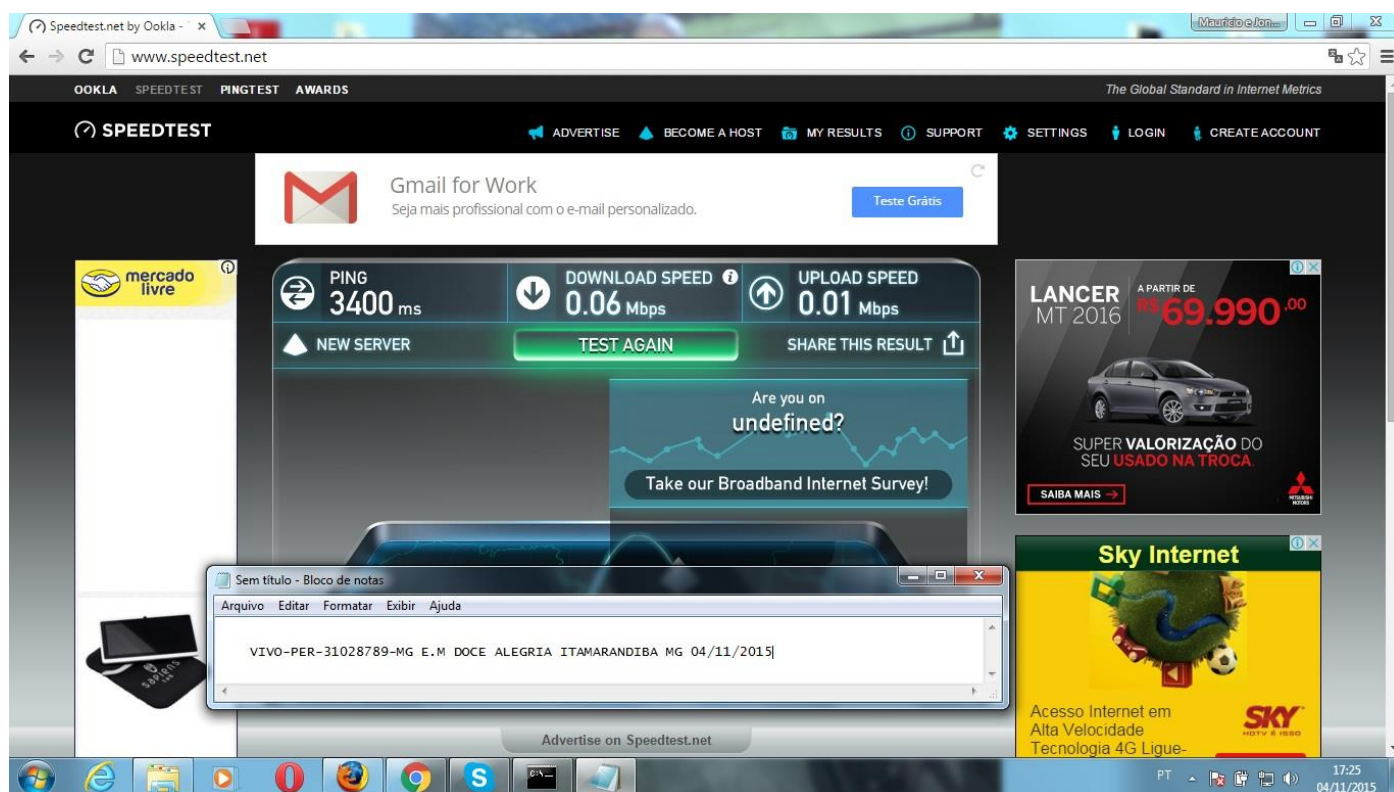 Speedtest.net by Ookla -
www.speedtest.net
OOKLA SPEEDTEST PINGTEST AWARDS
The Global Standard in Internet Metrics
SPEEDTEST
ADVERTISE BECOME A HOST MY RESULTS SUPPORT SETTINGS LOGIN CREATE ACCOUNT
Gmail for Work
Seja mais profissional com o e-mail personalizado.
Teste Grátis
mercado
livre
PING
3400 ms
DOWNLOAD SPEED
0.06 Mbps
UPLOAD SPEED
0.01 Mbps
NEW SERVER
TEST AGAIN
SHARE THIS RESULT
Are you on
undefined?
Take our Broadband Internet Survey!
LANCER
MT 2016
A PARTIR DE
R$69.990,00
SUPER VALORIZAÇÃO DO
SEU USADO NA TROCA.
SAIBA MAIS
MITSUBISHI
MOTORS
Sem título - Bloco de notas
Arquivo Editar Formatar Exibir Ajuda
VIVO-PER-31028789-MG E.M DOCE ALEGRIA ITAMARANDIBA MG 04/11/2015
sapiens
Sky Internet
Acesso Internet em
Alta Velocidade
Tecnologia 4G Ligue-
SKY
HDTV É ISSO
Advertise on Speedtest.net
PT
17:25
04/11/2015